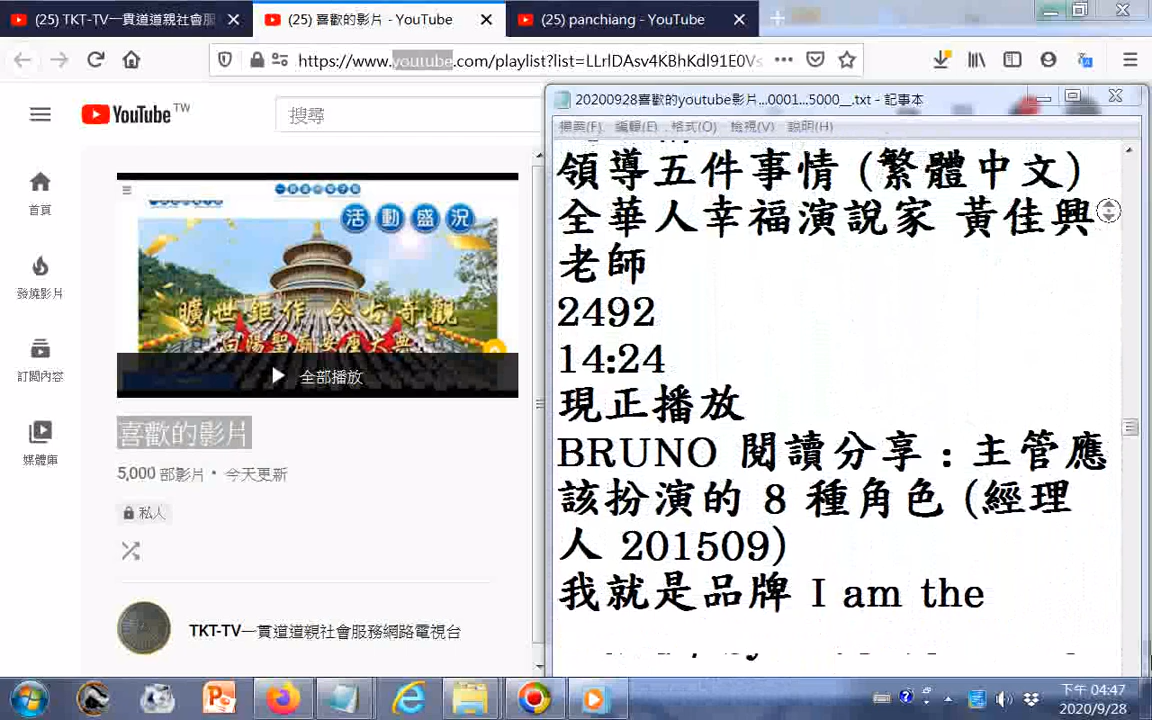 (25) TKT-TV一貫道道親社會服
(25) 喜歡的影片 - YouTube
(25) panchiang - YouTube
https://www.youtube.com/playlist?list=LLrlDAsv4KBhKdl91E0Vs
YouTube TW
搜尋
首頁
發燒影片
訂閱內容
媒體庫
活動盛況
曠世鉅作 今古奇觀
全部播放
喜歡的影片
5,000 部影片・今天更新
私人
TKT-TV一貫道道親社會服務網路電視台
20200928喜歡的youtube影片...0001...5000__.txt - 記事本
檔案(F) 編輯(E) 格式(O) 檢視(V) 說明(H)
領導五件事情 (繁體中文)
全華人幸福演說家 黃佳興
老師
2492
14:24
現正播放
BRUNO 閱讀分享 : 主管應
該扮演的 8 種角色 (經理
人 201509)
我就是品牌 I am the
下午 04:47
2020/9/28